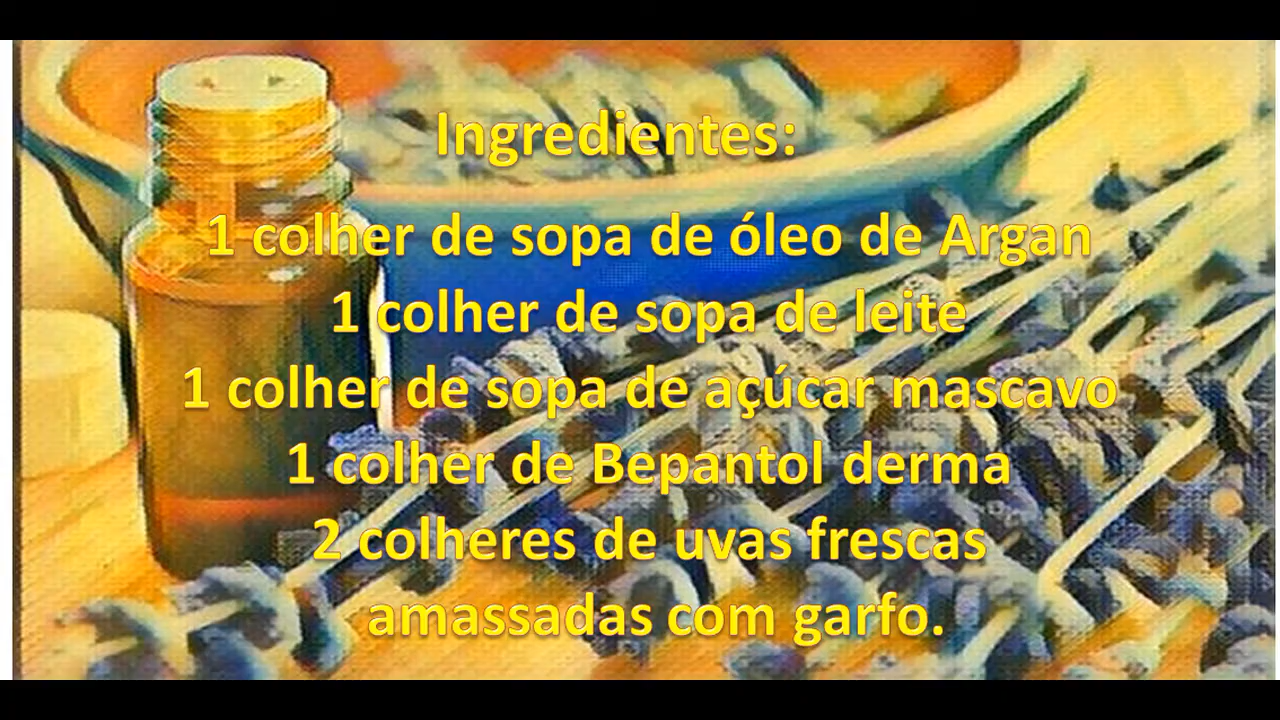 Ingredientes:
1 colher de sopa de óleo de Argan
1 colher de sopa de leite
1 colher de sopa de açúcar mascavo
1 colher de Bepantol derma
2 colheres de uvas frescas
amassadas com garfo.